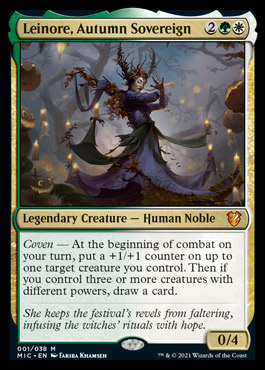 Leinore, Autumn Sovereign 2
Legendary Creature — Human Noble
Coven — At the beginning of combat
on your turn, put a +1/+1 counter on up to
one target creature you control. Then if
you control three or more creatures with
different powers, draw a card.
She keeps the festival's revels from faltering,
infusing the witches' rituals with hope.
0/4
001/038 M
MIC • EN Fariba Khamseh
™ & © 2021 Wizards of the Coast